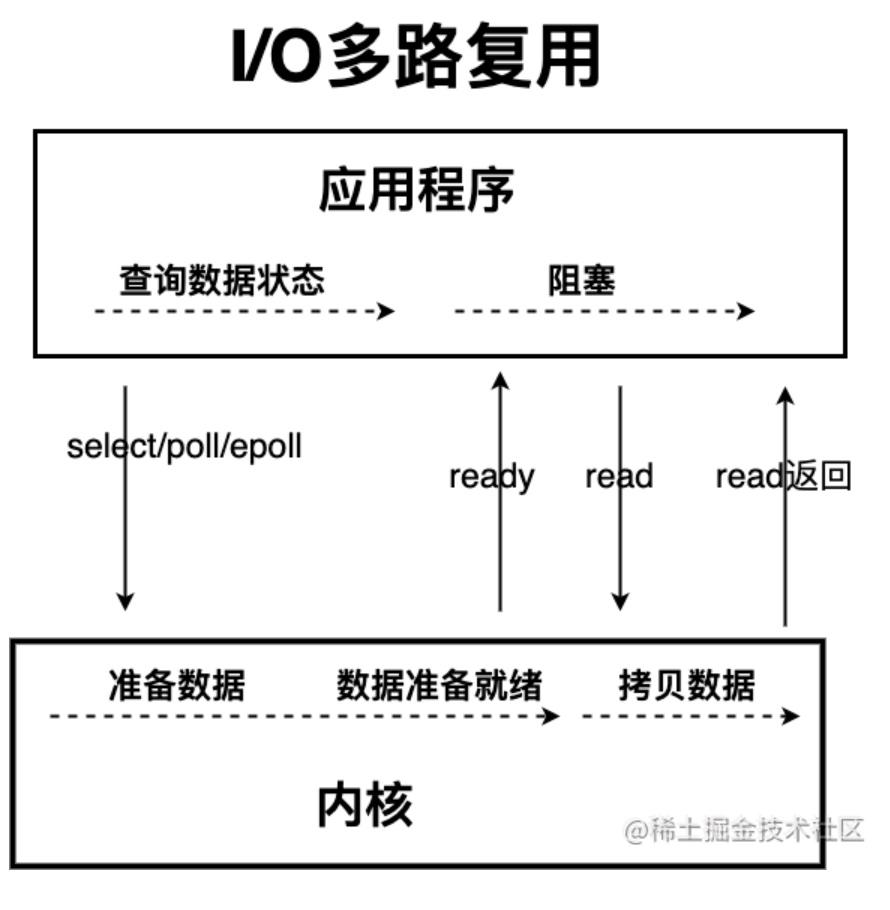 I/O多路复用
应用程序
查询数据状态
阻塞
select/poll/epoll
ready
read
read返回
准备数据
数据准备就绪
拷贝数据
内核
@稀土掘金技术社区